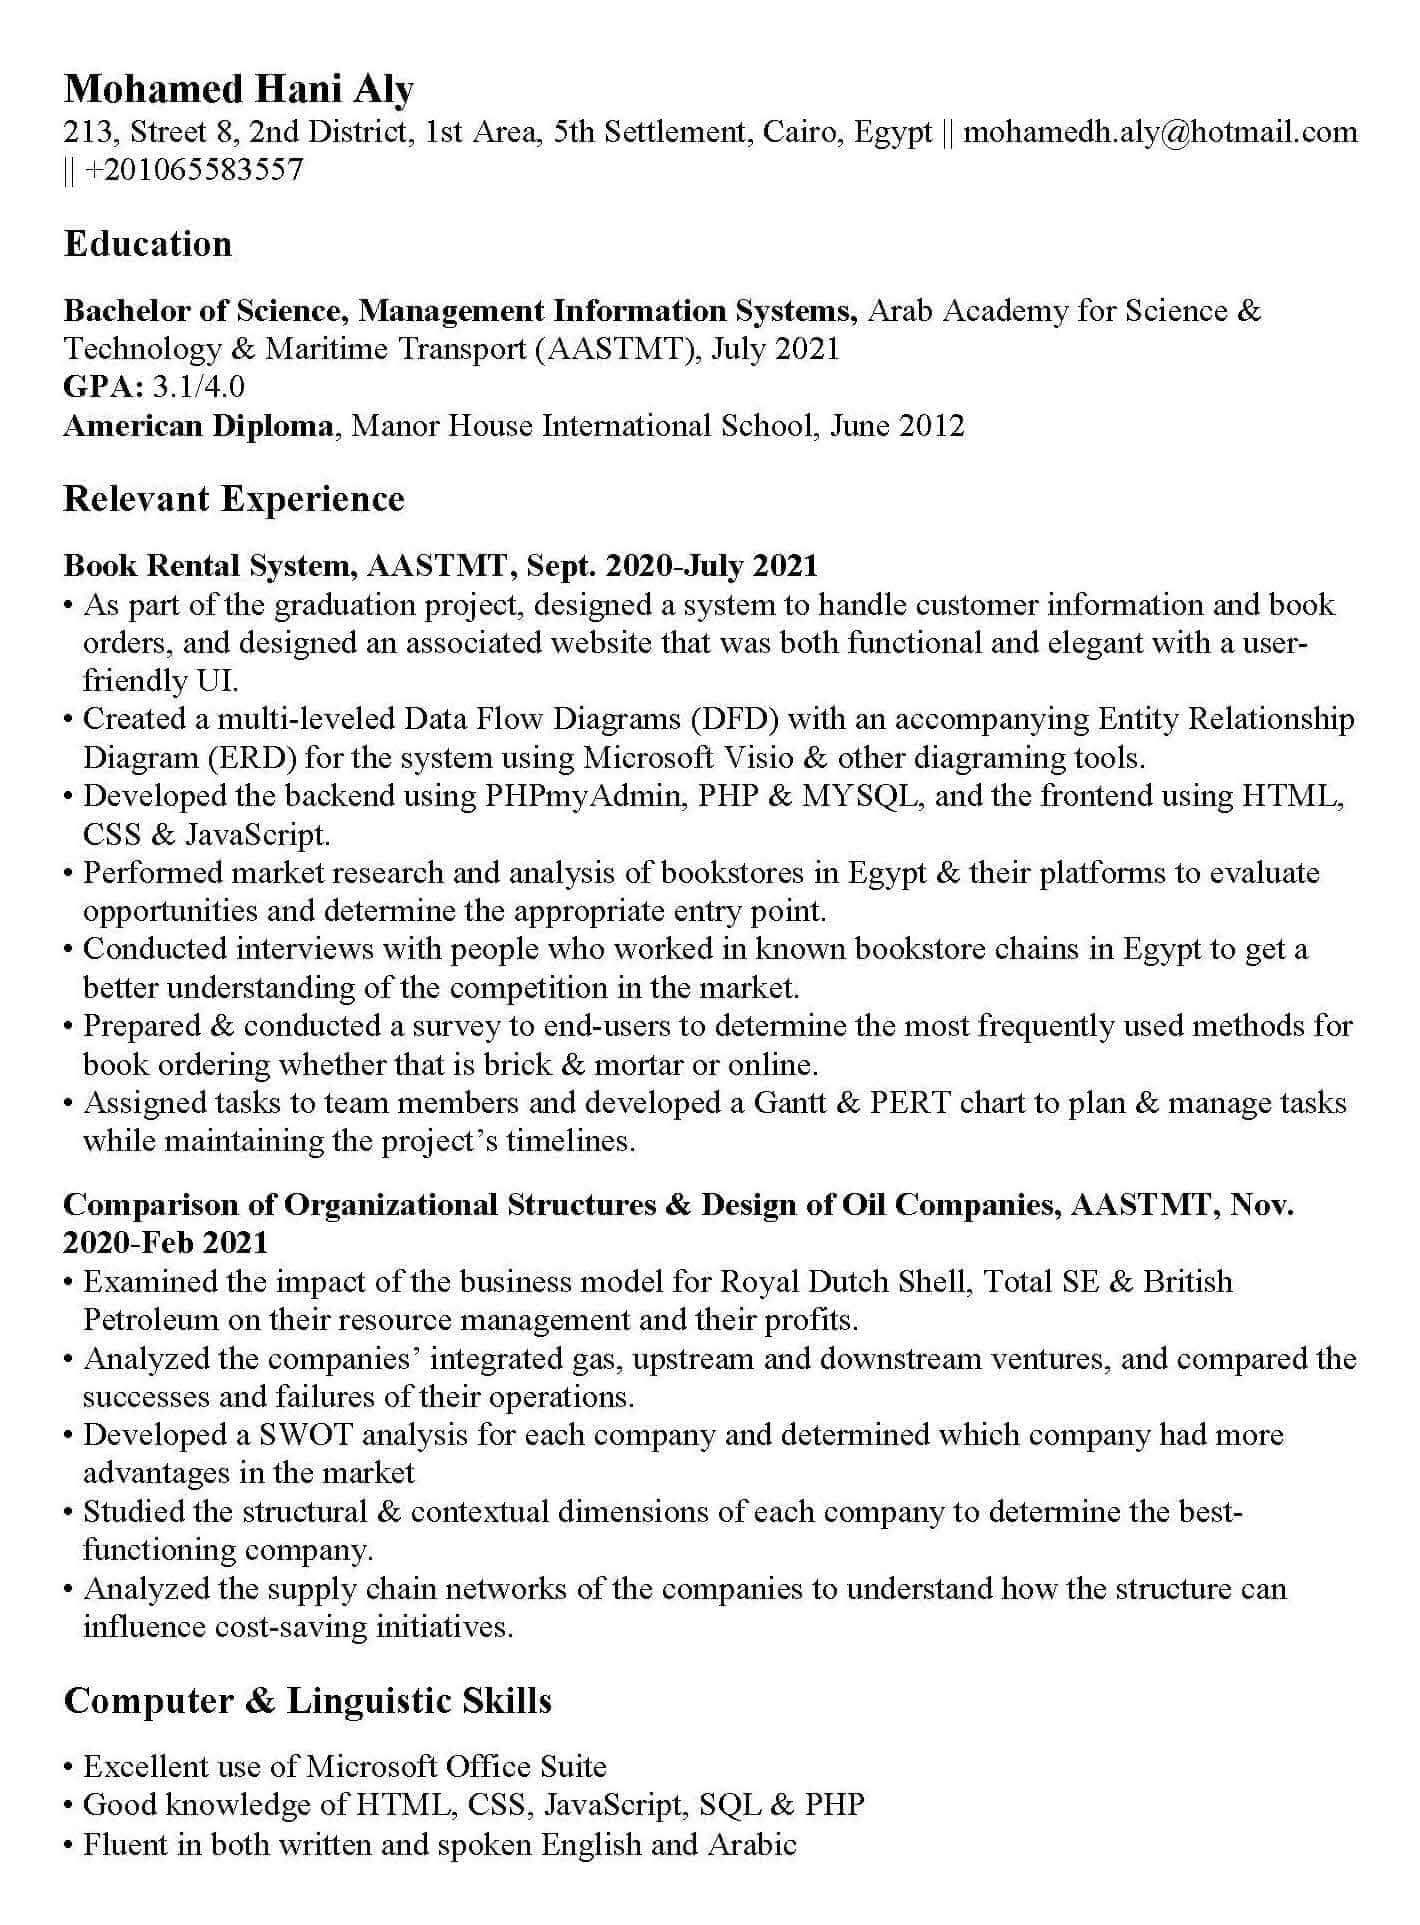 Mohamed Hani Aly
213, Street 8, 2nd District, 1st Area, 5th Settlement, Cairo, Egypt || mohamedh.aly@hotmail.com
|| +201065583557
Education
Bachelor of Science, Management Information Systems, Arab Academy for Science &
Technology & Maritime Transport (AASTMT), July 2021
GPA: 3.1/4.0
American Diploma, Manor House International School, June 2012
Relevant Experience
Book Rental System, AASTMT, Sept. 2020-July 2021
• As part of the graduation project, designed a system to handle customer information and book
orders, and designed an associated website that was both functional and elegant with a user-
friendly UI.
• Created a multi-leveled Data Flow Diagrams (DFD) with an accompanying Entity Relationship
Diagram (ERD) for the system using Microsoft Visio & other diagraming tools.
• Developed the backend using PHPmyAdmin, PHP & MYSQL, and the frontend using HTML,
CSS & JavaScript.
• Performed market research and analysis of bookstores in Egypt & their platforms to evaluate
opportunities and determine the appropriate entry point.
• Conducted interviews with people who worked in known bookstore chains in Egypt to get a
better understanding of the competition in the market.
• Prepared & conducted a survey to end-users to determine the most frequently used methods for
book ordering whether that is brick & mortar or online.
• Assigned tasks to team members and developed a Gantt & PERT chart to plan & manage tasks
while maintaining the project’s timelines.
Comparison of Organizational Structures & Design of Oil Companies, AASTMT, Nov.
2020-Feb 2021
• Examined the impact of the business model for Royal Dutch Shell, Total SE & British
Petroleum on their resource management and their profits.
• Analyzed the companies’ integrated gas, upstream and downstream ventures, and compared the
successes and failures of their operations.
• Developed a SWOT analysis for each company and determined which company had more
advantages in the market
• Studied the structural & contextual dimensions of each company to determine the best-
functioning company.
• Analyzed the supply chain networks of the companies to understand how the structure can
influence cost-saving initiatives.
Computer & Linguistic Skills
• Excellent use of Microsoft Office Suite
• Good knowledge of HTML, CSS, JavaScript, SQL & PHP
• Fluent in both written and spoken English and Arabic